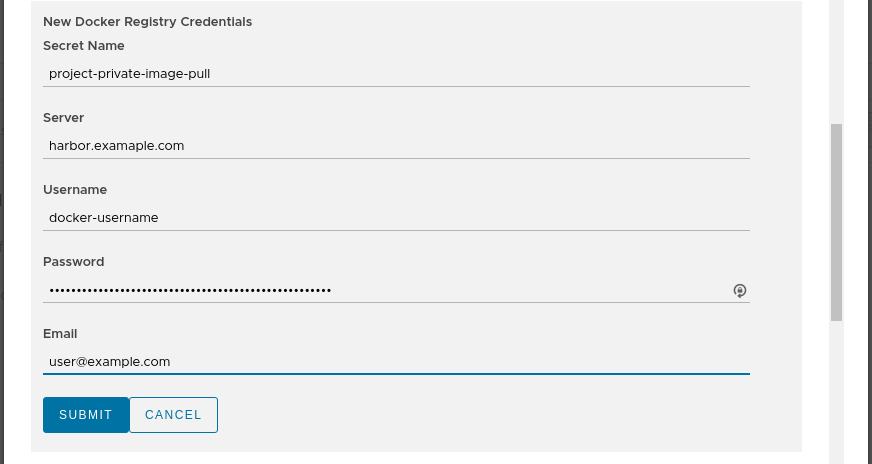 New Docker Registry Credentials
Secret Name
project-private-image-pull
Server
harbor.examaple.com
Username
docker-username
Password
••••••••••••••••••••••••••••••••••••••••••••••••••••
Email
user@example.com
SUBMIT CANCEL